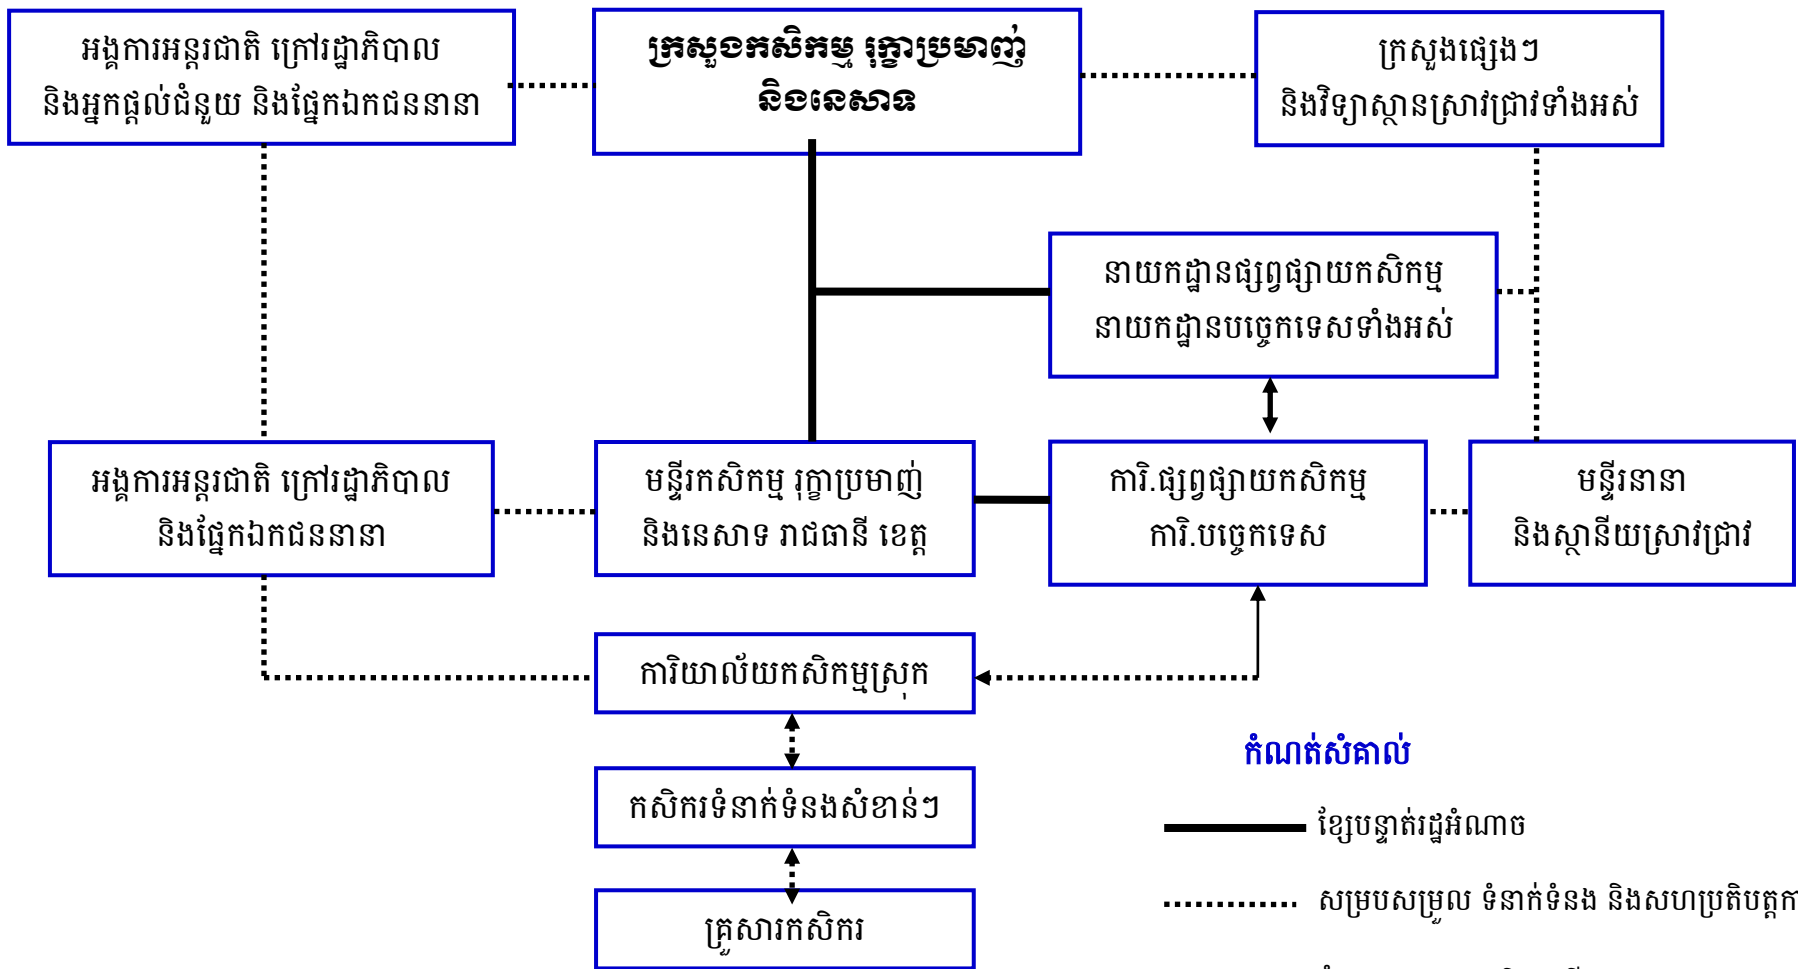 អង្គការអន្តរជាតិ ក្រៅរដ្ឋាភិបាល
និងអ្នកផ្តល់ជំនួយ និងផ្នែកឯកជននានា
ក្រសួងកសិកម្ម រុក្ខាប្រមាញ់
និងនេសាទ
ក្រសួងផ្សេងៗ
និងវិទ្យាស្ថានស្រាវជ្រាវទាំងអស់
នាយកដ្ឋានផ្សព្វផ្សាយកសិកម្ម
នាយកដ្ឋានបច្ចេកទេសទាំងអស់
អង្គការអន្តរជាតិ ក្រៅរដ្ឋាភិបាល
និងផ្នែកឯកជននានា
មន្ទីរកសិកម្ម រុក្ខាប្រមាញ់
និងនេសាទ រាជធានី ខេត្ត
ការិ.ផ្សព្វផ្សាយកសិកម្ម
ការិ.បច្ចេកទេស
មន្ទីរនានា
និងស្ថានីយស្រាវជ្រាវ
ការិយាល័យកសិកម្មស្រុក
កសិករទំនាក់ទំនងសំខាន់ៗ
គ្រួសារកសិករ
កំណត់សំគាល់
ខ្សែបន្ទាត់រដ្ឋអំណាច
សម្របសម្រួល ទំនាក់ទំនង និង